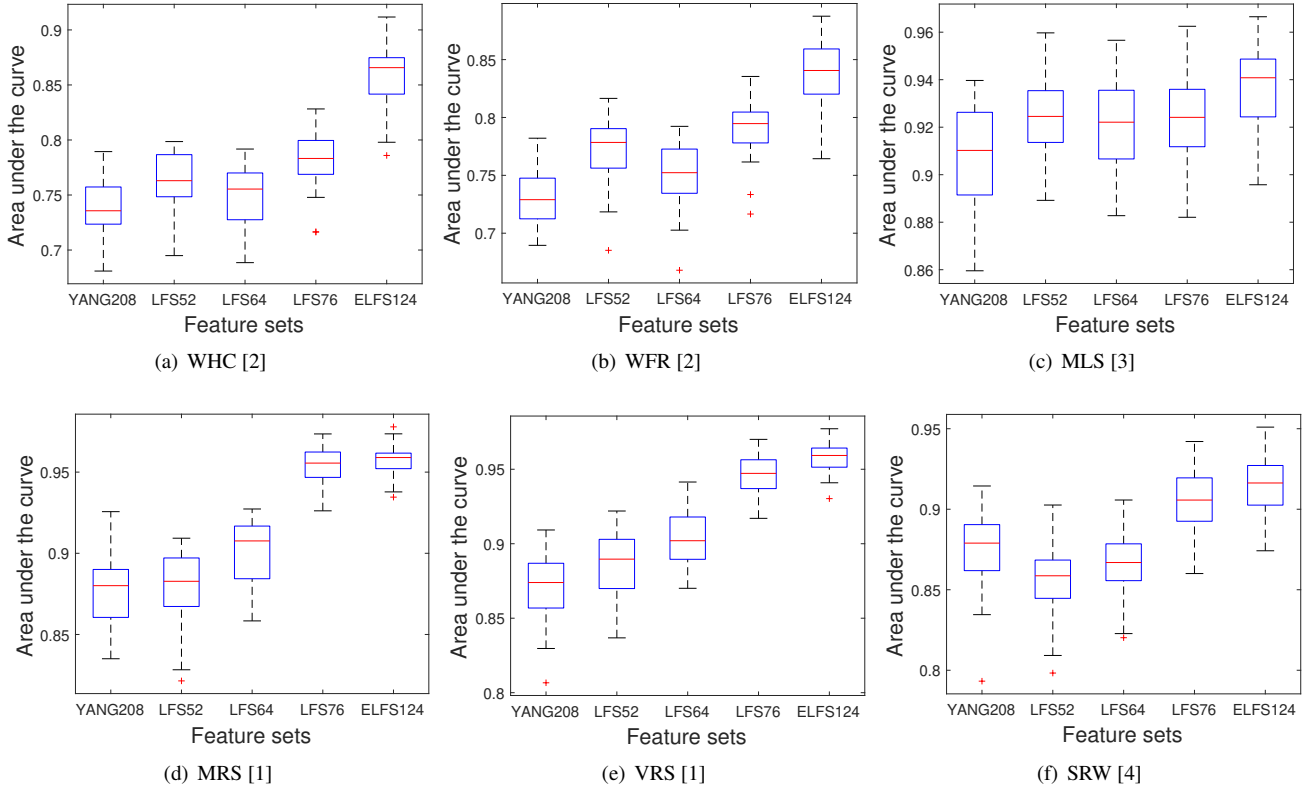 Area under the curve
0.9
0.85
0.8
0.75
0.7
YANG208 LFS52 LFS64 LFS76 ELFS124
Feature sets
(a) WHC [2]
Area under the curve
0.85
0.8
0.75
0.7
YANG208 LFS52 LFS64 LFS76 ELFS124
Feature sets
(b) WFR [2]
Area under the curve
0.96
0.94
0.92
0.9
0.88
0.86
YANG208 LFS52 LFS64 LFS76 ELFS124
Feature sets
(c) MLS [3]
Area under the curve
0.95
0.9
0.85
YANG208 LFS52 LFS64 LFS76 ELFS124
Feature sets
(d) MRS [1]
Area under the curve
0.95
0.9
0.85
0.8
YANG208 LFS52 LFS64 LFS76 ELFS124
Feature sets
(e) VRS [1]
Area under the curve
0.95
0.9
0.85
0.8
YANG208 LFS52 LFS64 LFS76 ELFS124
Feature sets
(f) SRW [4]